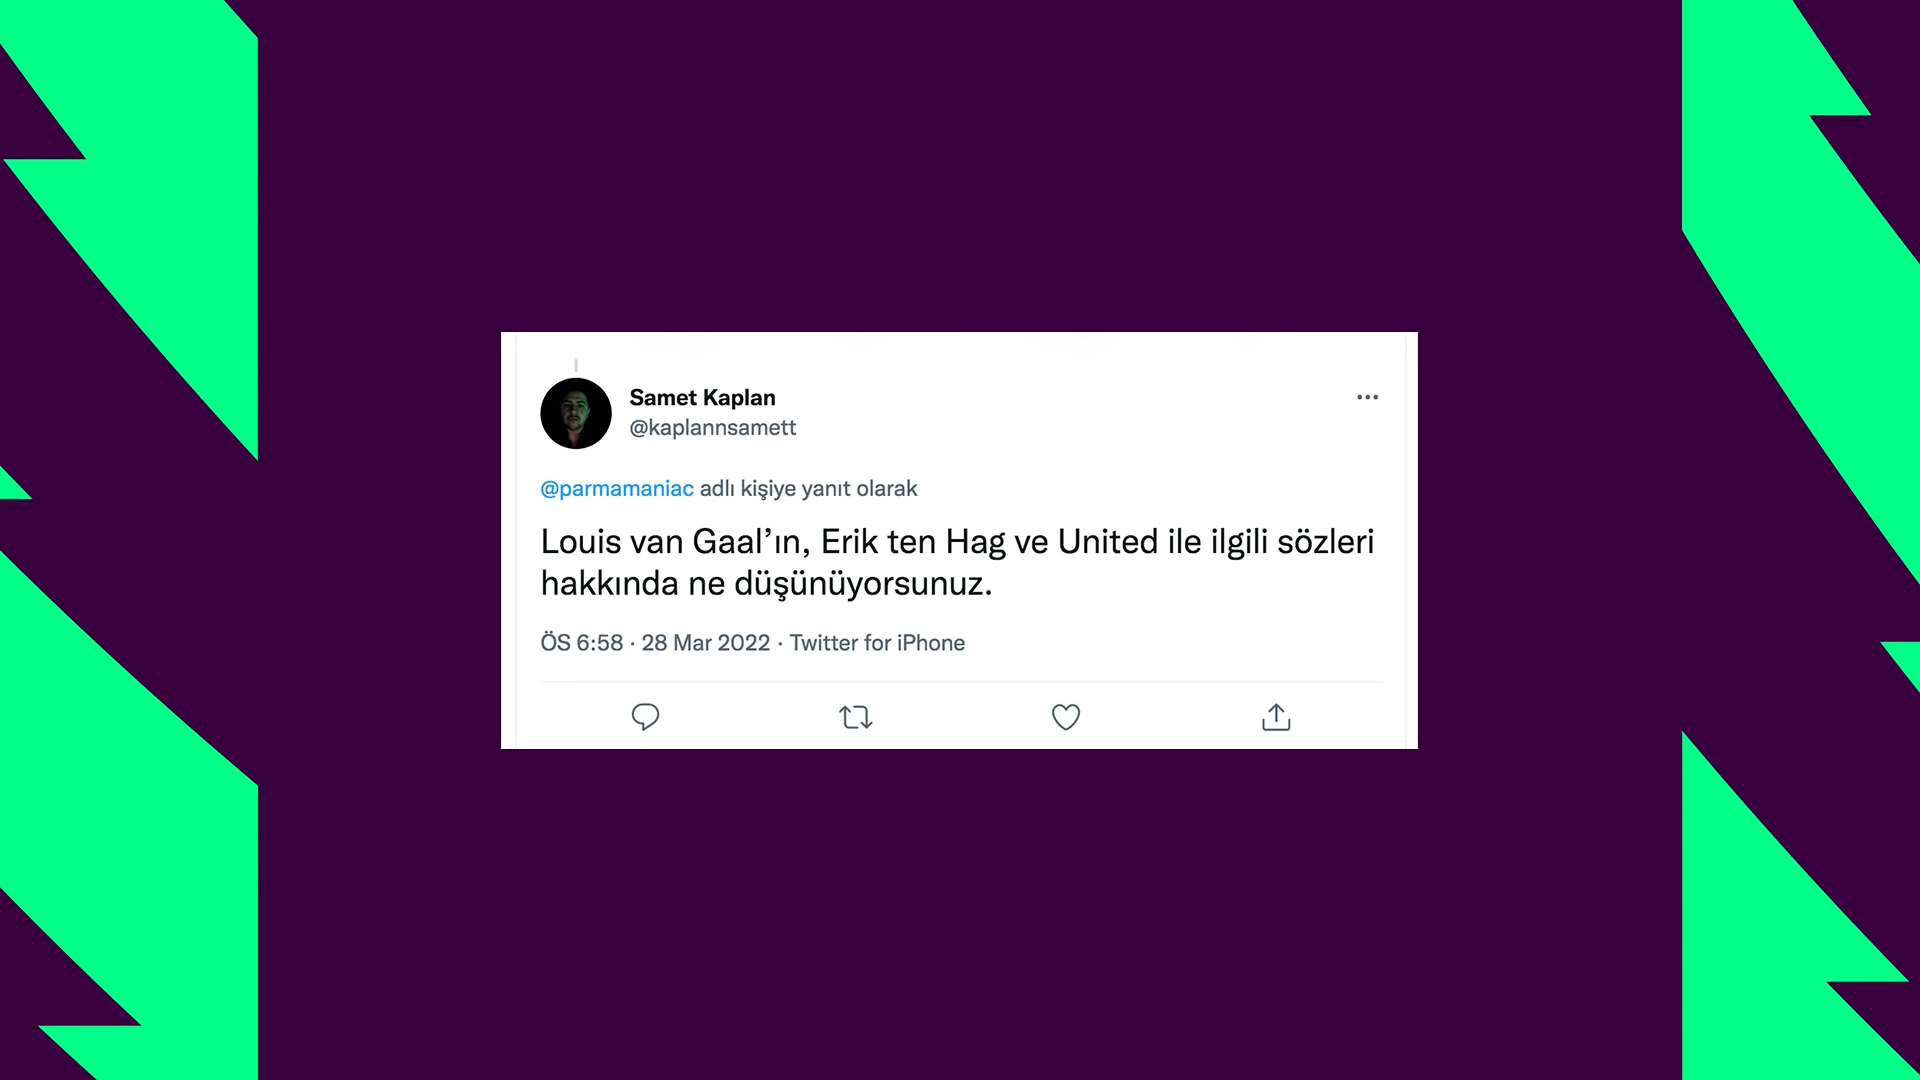 Samet Kaplan
@kaplannsamett
@parmamaniac adlı kişiye yanıt olarak
Louis van Gaal’ın, Erik ten Hag ve United ile ilgili sözleri
hakkında ne düşünüyorsunuz.
ÖS 6:58 · 28 Mar 2022 · Twitter for iPhone